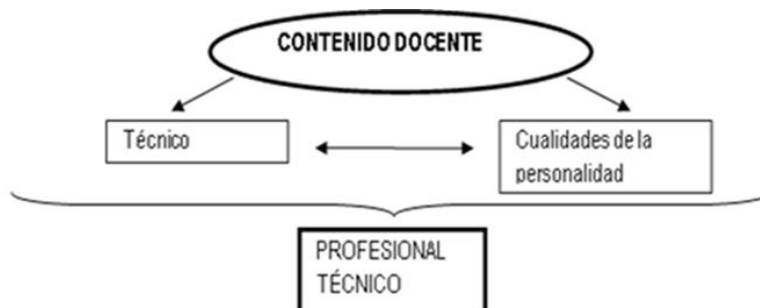 CONTENIDO DOCENTE
Técnico
Cualidades de la
personalidad
PROFESIONAL
TÉCNICO